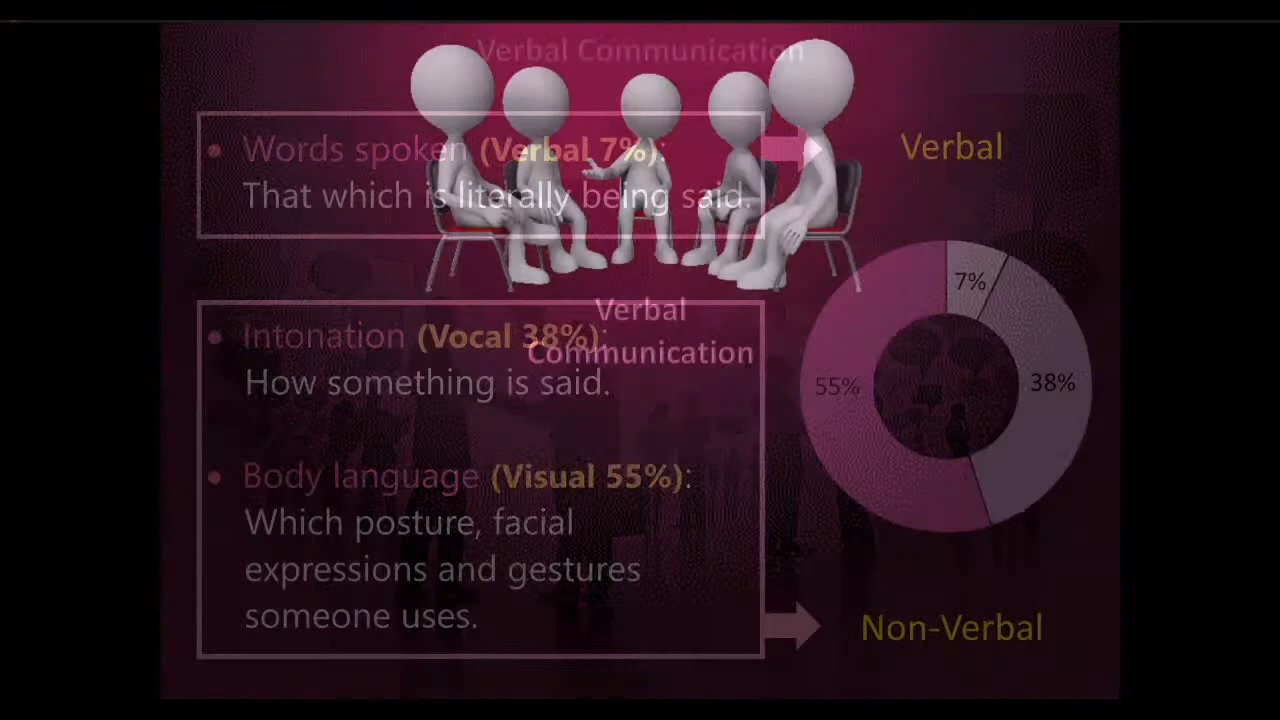 Verbal Communication
• Words spoken (Verbal 7%):
That which is literally being said.
Verbal
• Intonation (Vocal 38%):
How something is said.
Verbal
Communication
• Body language (Visual 55%):
Which posture, facial
expressions and gestures
someone uses.
7%
38%
55%
Non-Verbal